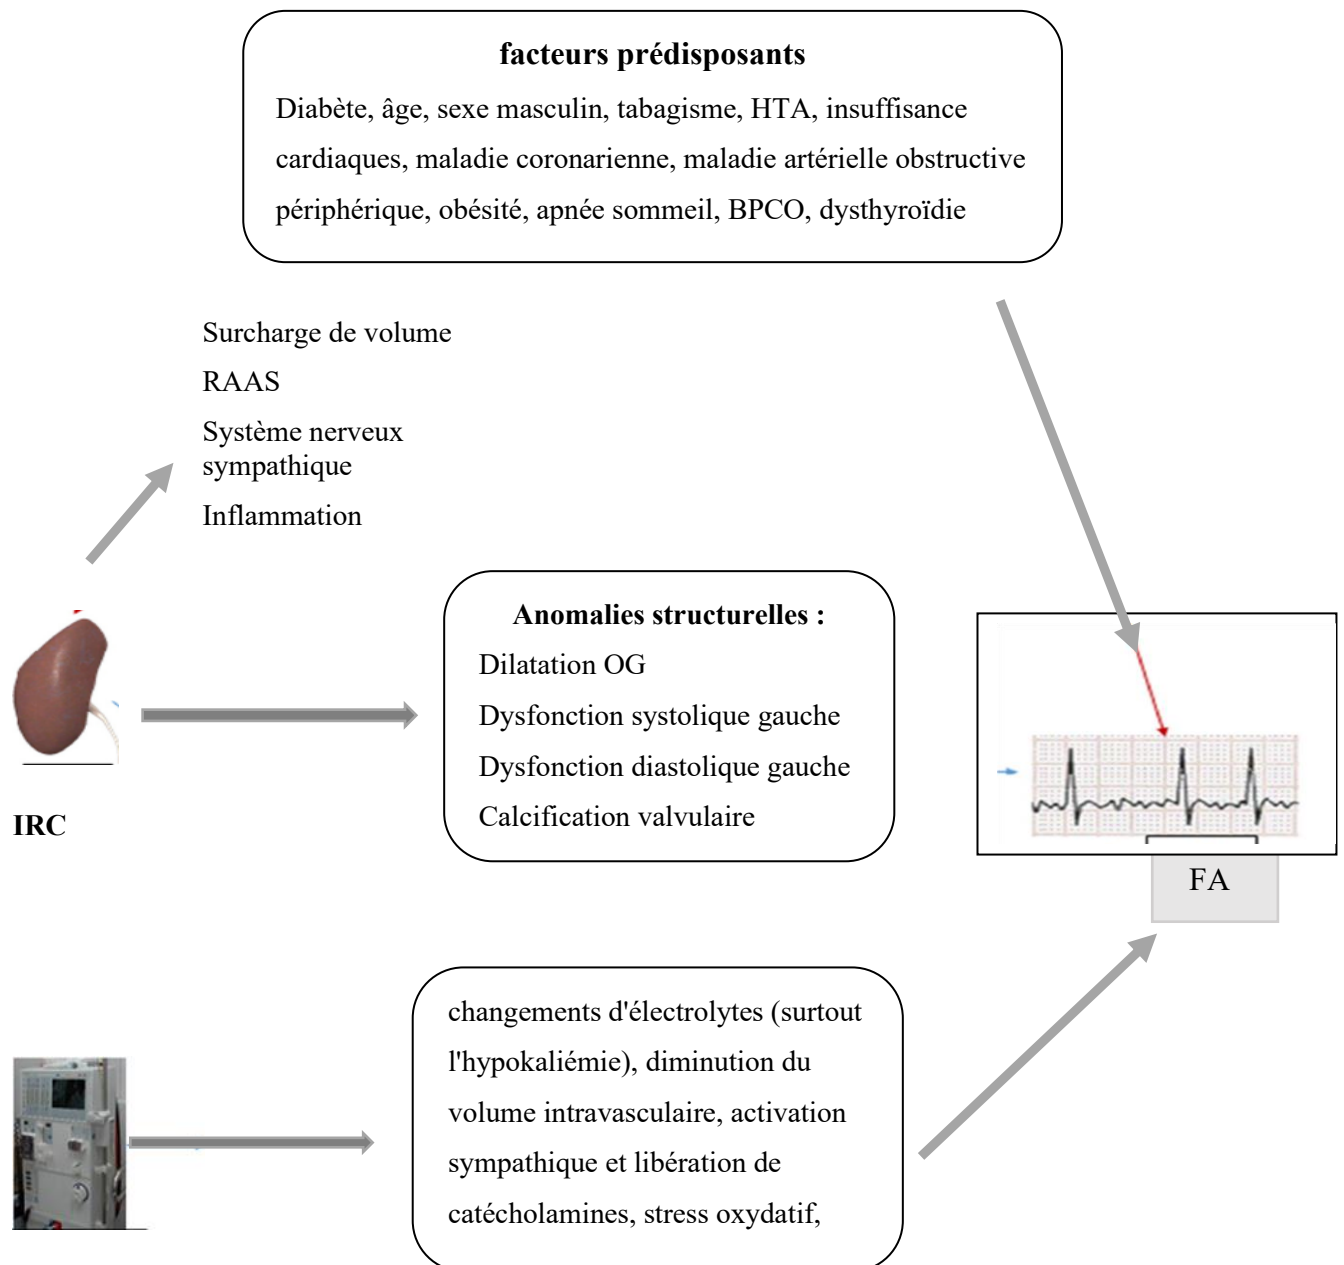 facteurs prédisposants
Diabète, âge, sexe masculin, tabagisme, HTA, insuffisance
cardiaques, maladie coronarienne, maladie artérielle obstructive
périphérique, obésité, apnée sommeil, BPCO, dysthyroïdie
Surcharge de volume
RAAS
Système nerveux
sympathique
Inflammation
Anomalies structurelles :
Dilatation OG
Dysfonction systolique gauche
Dysfonction diastolique gauche
Calcification valvulaire
IRC
FA
changements d'électrolytes (surtout
l'hypokaliémie), diminution du
volume intravasculaire, activation
sympathique et libération de
catécholamines, stress oxydatif,